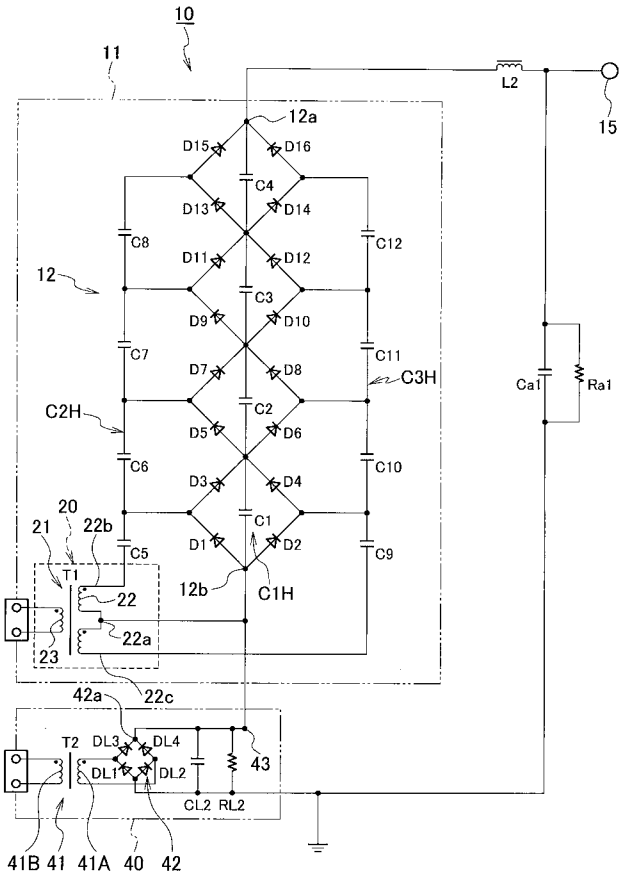 10
11
12a
L2
15
D15
D16
C4
D13
D14
C8
C12
D11
D12
12
C3
D9
D10
C7
C11
D7
D8
C3H
Ca1
Ra1
C2H
C2
D5
D6
C6
C10
D3
D4
C1
20
21
22b
C5
D1
D2
C9
T1
12b
C1H
22
22a
23
22c
42a
T2
DL3
DL4
43
DL1
DL2
CL2
RL2
41B
41
41A
40
42